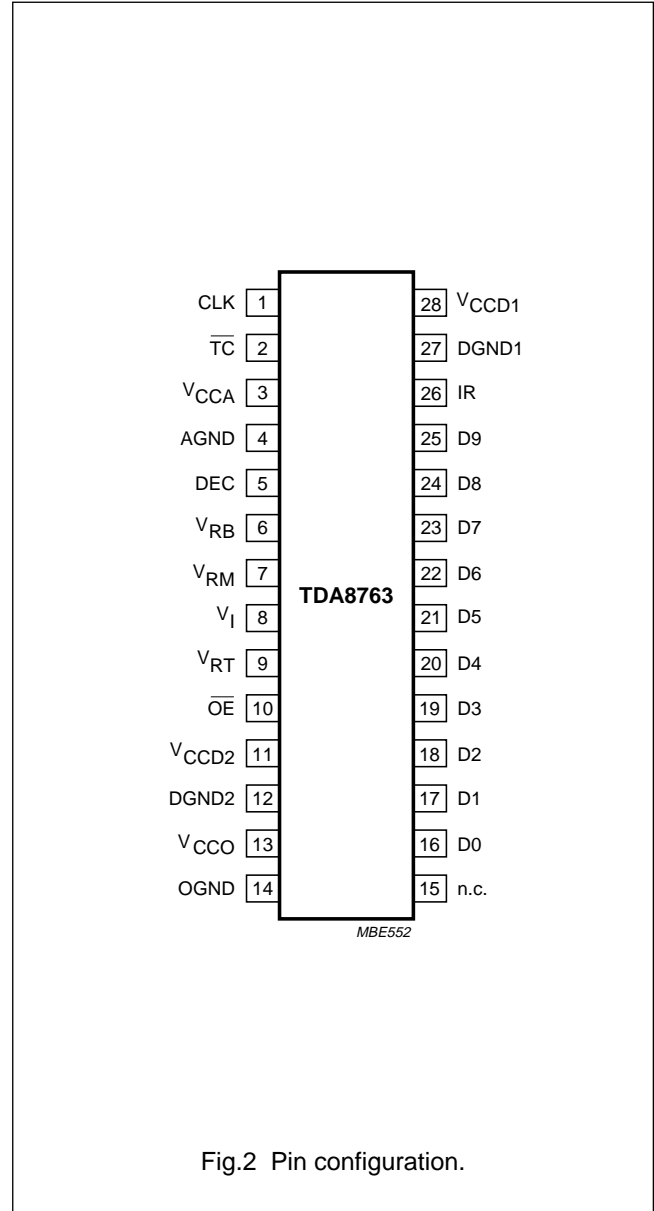 CLK 1 28 VCCD1
T̅C̅ 2 27 DGND1
VCCA 3 26 IR
AGND 4 25 D9
DEC 5 24 D8
VRB 6 23 D7
VRM 7 22 D6
TDA8763
VI 8 21 D5
VRT 9 20 D4
O̅E̅ 10 19 D3
VCCD2 11 18 D2
DGND2 12 17 D1
VCCO 13 16 D0
OGND 14 15 n.c.
MBE552
Fig.2 Pin configuration.